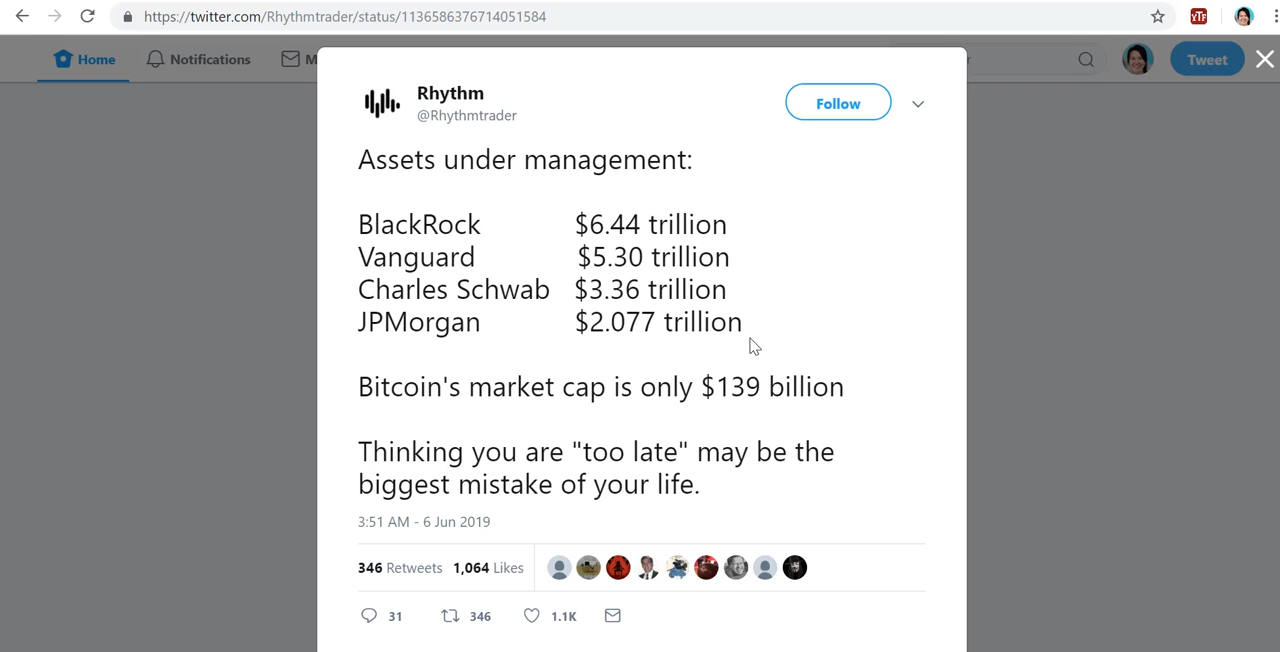 https://twitter.com/Rhythmtrader/status/1136586376714051584
YTF
Home Notifications M
Tweet
Rhythm
@Rhythmtrader
Follow
Assets under management:
BlackRock $6.44 trillion
Vanguard $5.30 trillion
Charles Schwab $3.36 trillion
JPMorgan $2.077 trillion
Bitcoin's market cap is only $139 billion
Thinking you are "too late" may be the
biggest mistake of your life.
3:51 AM - 6 Jun 2019
346 Retweets 1,064 Likes
31 346 1.1K